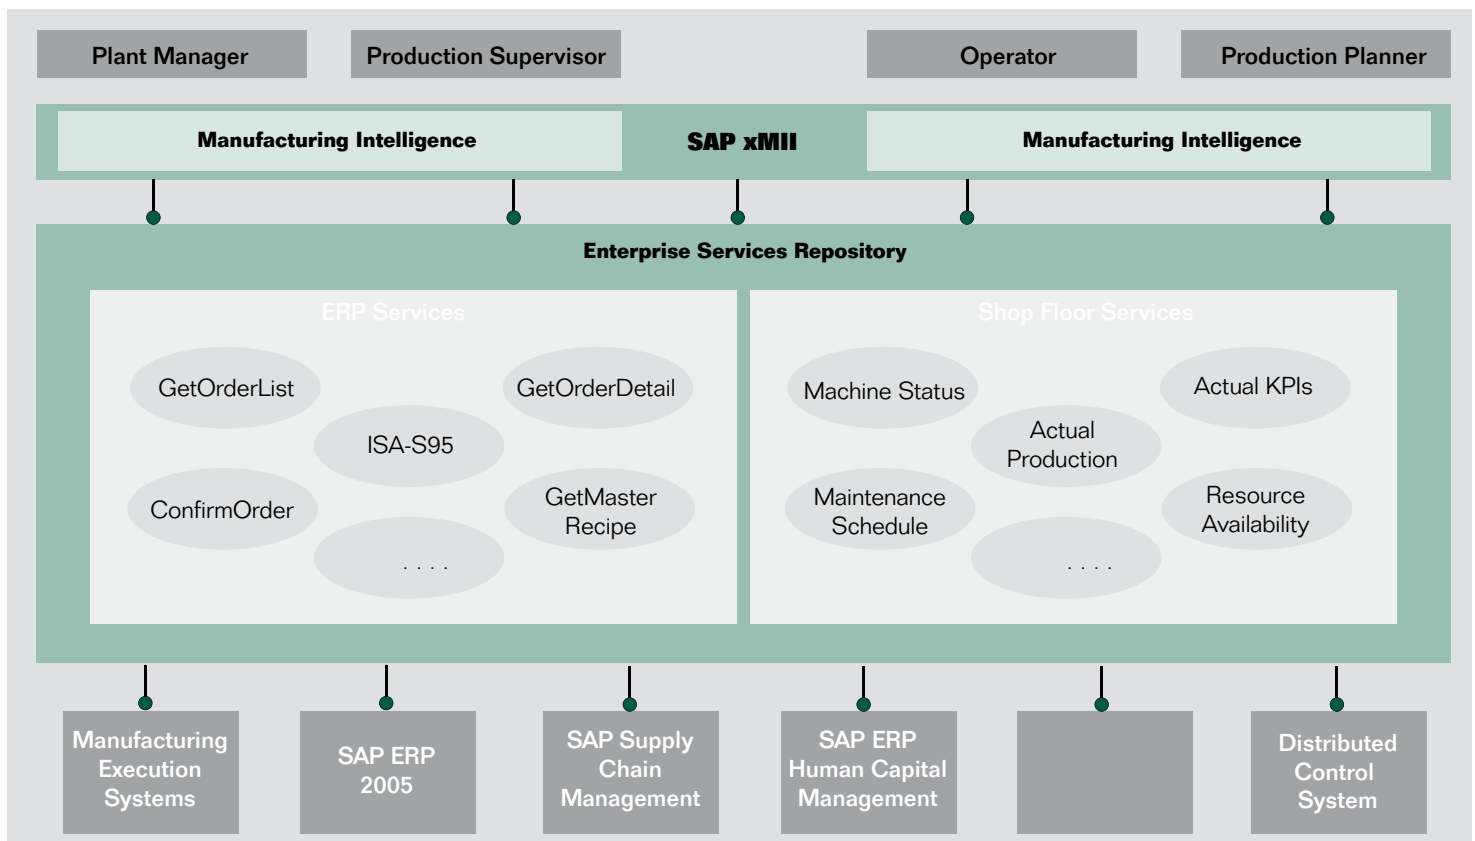 Plant Manager
Production Supervisor
Operator
Production Planner
Manufacturing Intelligence
SAP xMII
Manufacturing Intelligence
Enterprise Services Repository
ERP Services
GetOrderList
GetOrderDetail
ISA-S95
ConfirmOrder
GetMaster
Recipe
. . . .
Shop Floor Services
Machine Status
Actual KPIs
Actual
Production
Maintenance
Schedule
Resource
Availability
. . . .
Manufacturing
Execution
Systems
SAP ERP
2005
SAP Supply
Chain
Management
SAP ERP
Human Capital
Management
Distributed
Control
System